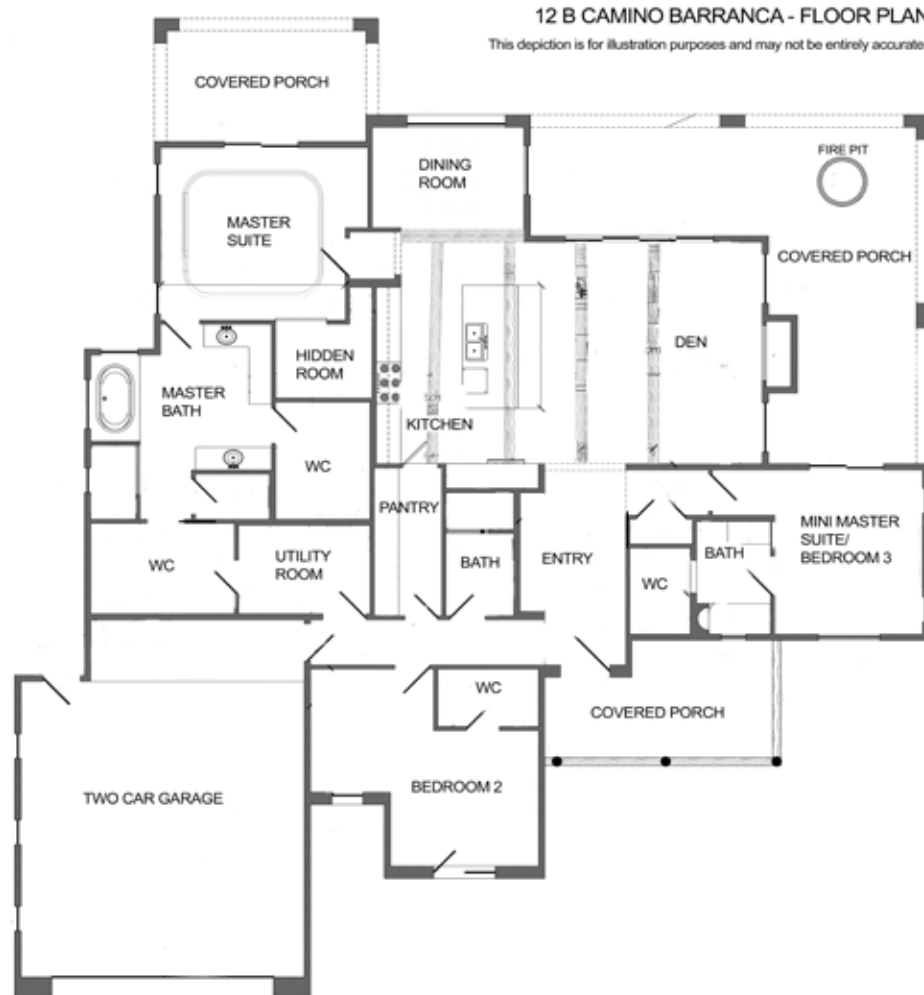 12 B CAMINO BARRANCA - FLOOR PLAN
This depiction is for illustration purposes and may not be entirely accurate
COVERED PORCH
FIRE PIT
DINING
ROOM
MASTER
SUITE
COVERED PORCH
DEN
HIDDEN
ROOM
MASTER
BATH
KITCHEN
WC
PANTRY
MINI MASTER
SUITE/
BEDROOM 3
WC
UTILITY
ROOM
BATH
ENTRY
BATH
WC
WC
COVERED PORCH
BEDROOM 2
TWO CAR GARAGE